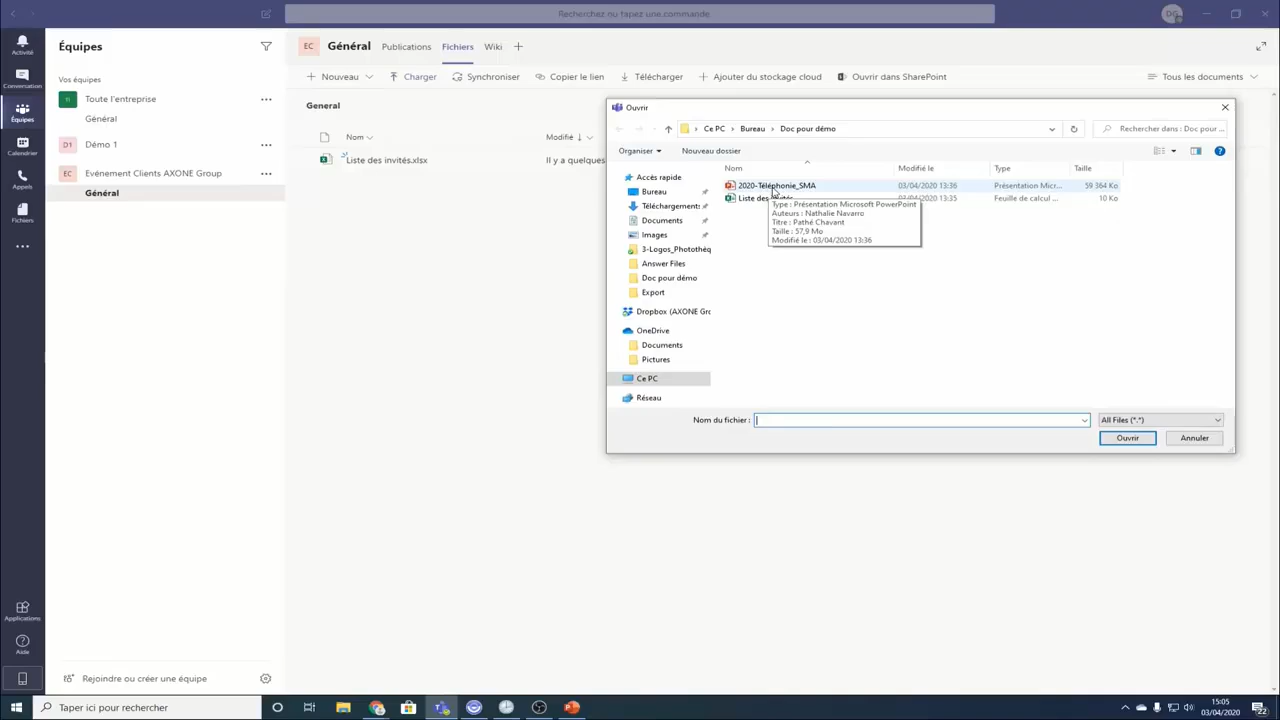 Recherchez ou tapez une commande
DC
Activité
Conversation
Équipes
Calendrier
Appels
Fichiers
Applications
Aide
Équipes
Vos équipes
Toute l'entreprise
Général
D1 Démo 1
Evénement Clients AXONE Group
Général
Rejoindre ou créer une équipe
EC Général Publications Fichiers Wiki
Nouveau Charger Synchroniser Copier le lien Télécharger Ajouter du stockage cloud Ouvrir dans SharePoint Tous les documents
General
Nom Modifié
Liste des invités.xlsx Il y a quelques
Ouvrir
Ce PC Bureau Doc pour démo Rechercher dans : Doc pour ...
Organiser Nouveau dossier
Nom Modifié le Type Taille
2020-Téléphonie_SMA 03/04/2020 13:36 Présentation Micr... 59 364 Ko
Liste des 03/04/2020 13:35 Feuille de calcul ... 10 Ko
Type : Présentation Microsoft PowerPoint
Auteurs : Nathalie Navarro
Titre : Pathé Chavant
Taille : 57,9 Mo
Modifié le : 03/04/2020 13:36
Accès rapide
Bureau
Téléchargements
Documents
Images
3-Logos_Photothèq
Answer Files
Doc pour démo
Export
Dropbox (AXONE Grc
OneDrive
Documents
Pictures
Ce PC
Réseau
Nom du fichier : All Files (*.*)
Ouvrir Annuler
Taper ici pour rechercher
15:05
03/04/2020
22